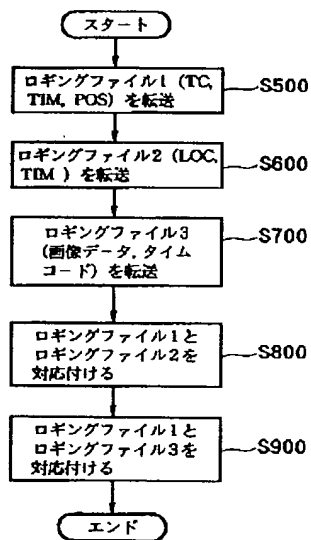 スタート
ロギングファイル1 (TC,
TIM, POS) を転送
S500
ロギングファイル2 (LOC,
TIM ) を転送
S600
ロギングファイル3
(画像データ, タイム
コード) を転送
S700
ロギングファイル1と
ロギングファイル2を
対応付ける
S800
ロギングファイル1と
ロギングファイル3を
対応付ける
S900
エンド